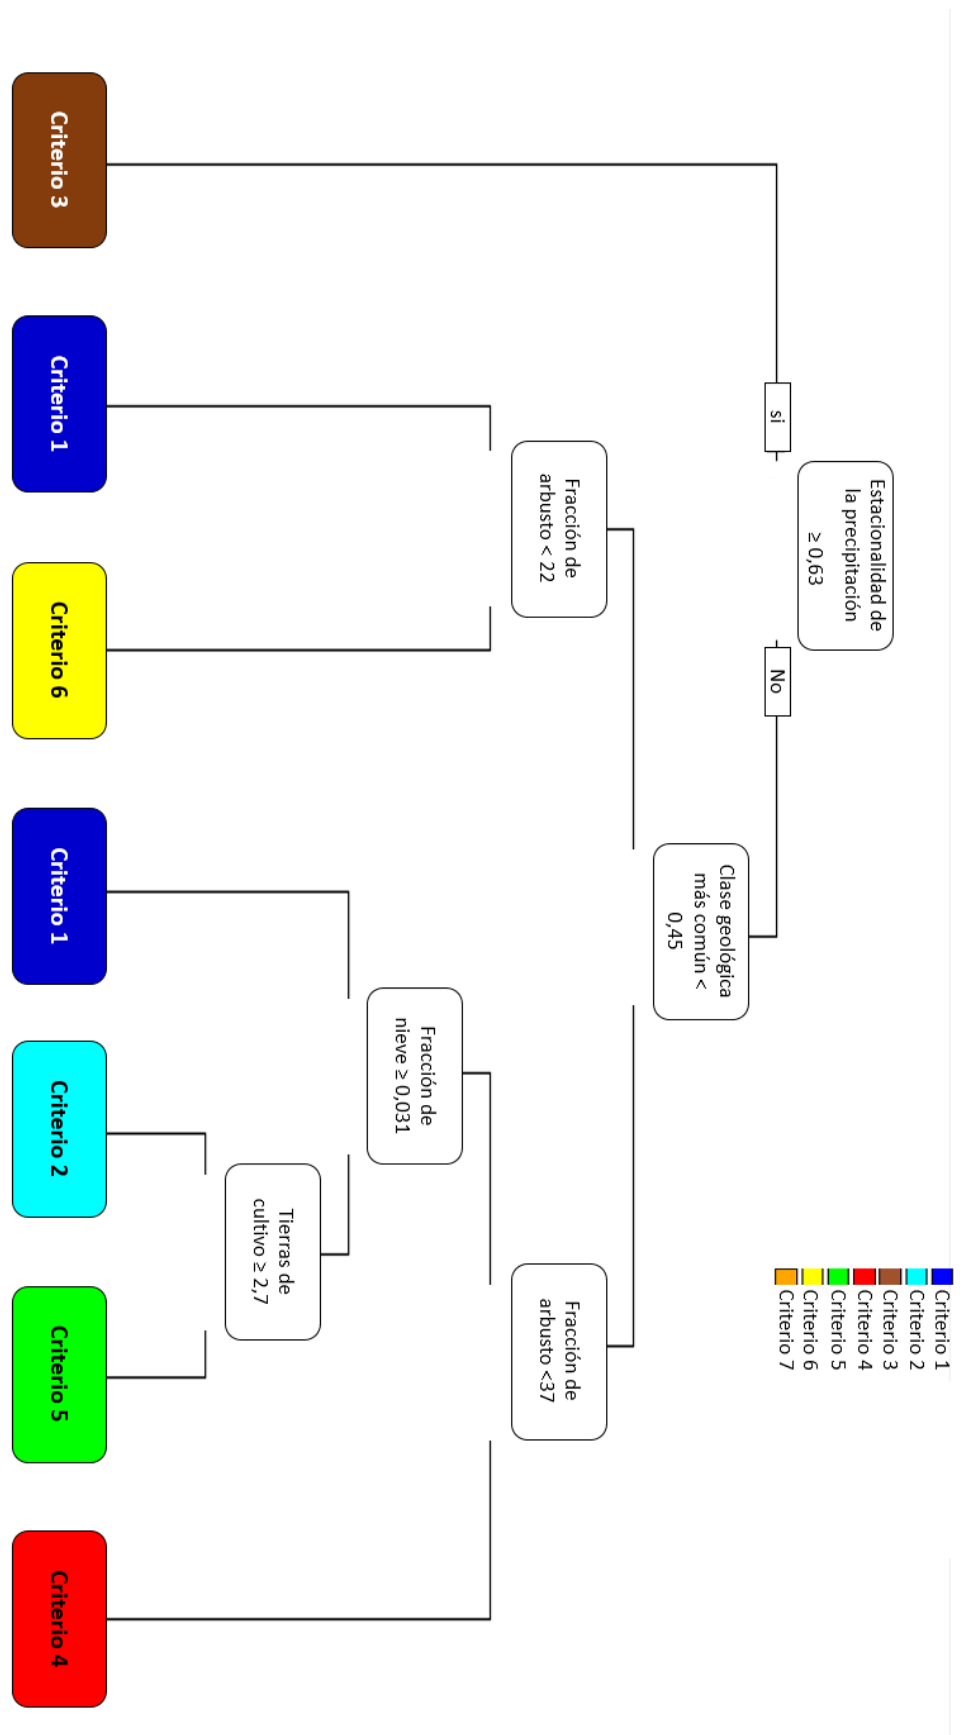 Estacionalidad de
la precipitación
≥ 0,63
si
No
Clase geológica
más común <
0,45
Fracción de
arbusto < 22
Fracción de
arbusto <37
Fracción de
nieve ≥ 0,031
Tierras de
cultivo ≥ 2,7
Criterio 3
Criterio 1
Criterio 6
Criterio 1
Criterio 2
Criterio 5
Criterio 4
Criterio 1
Criterio 2
Criterio 3
Criterio 4
Criterio 5
Criterio 6
Criterio 7